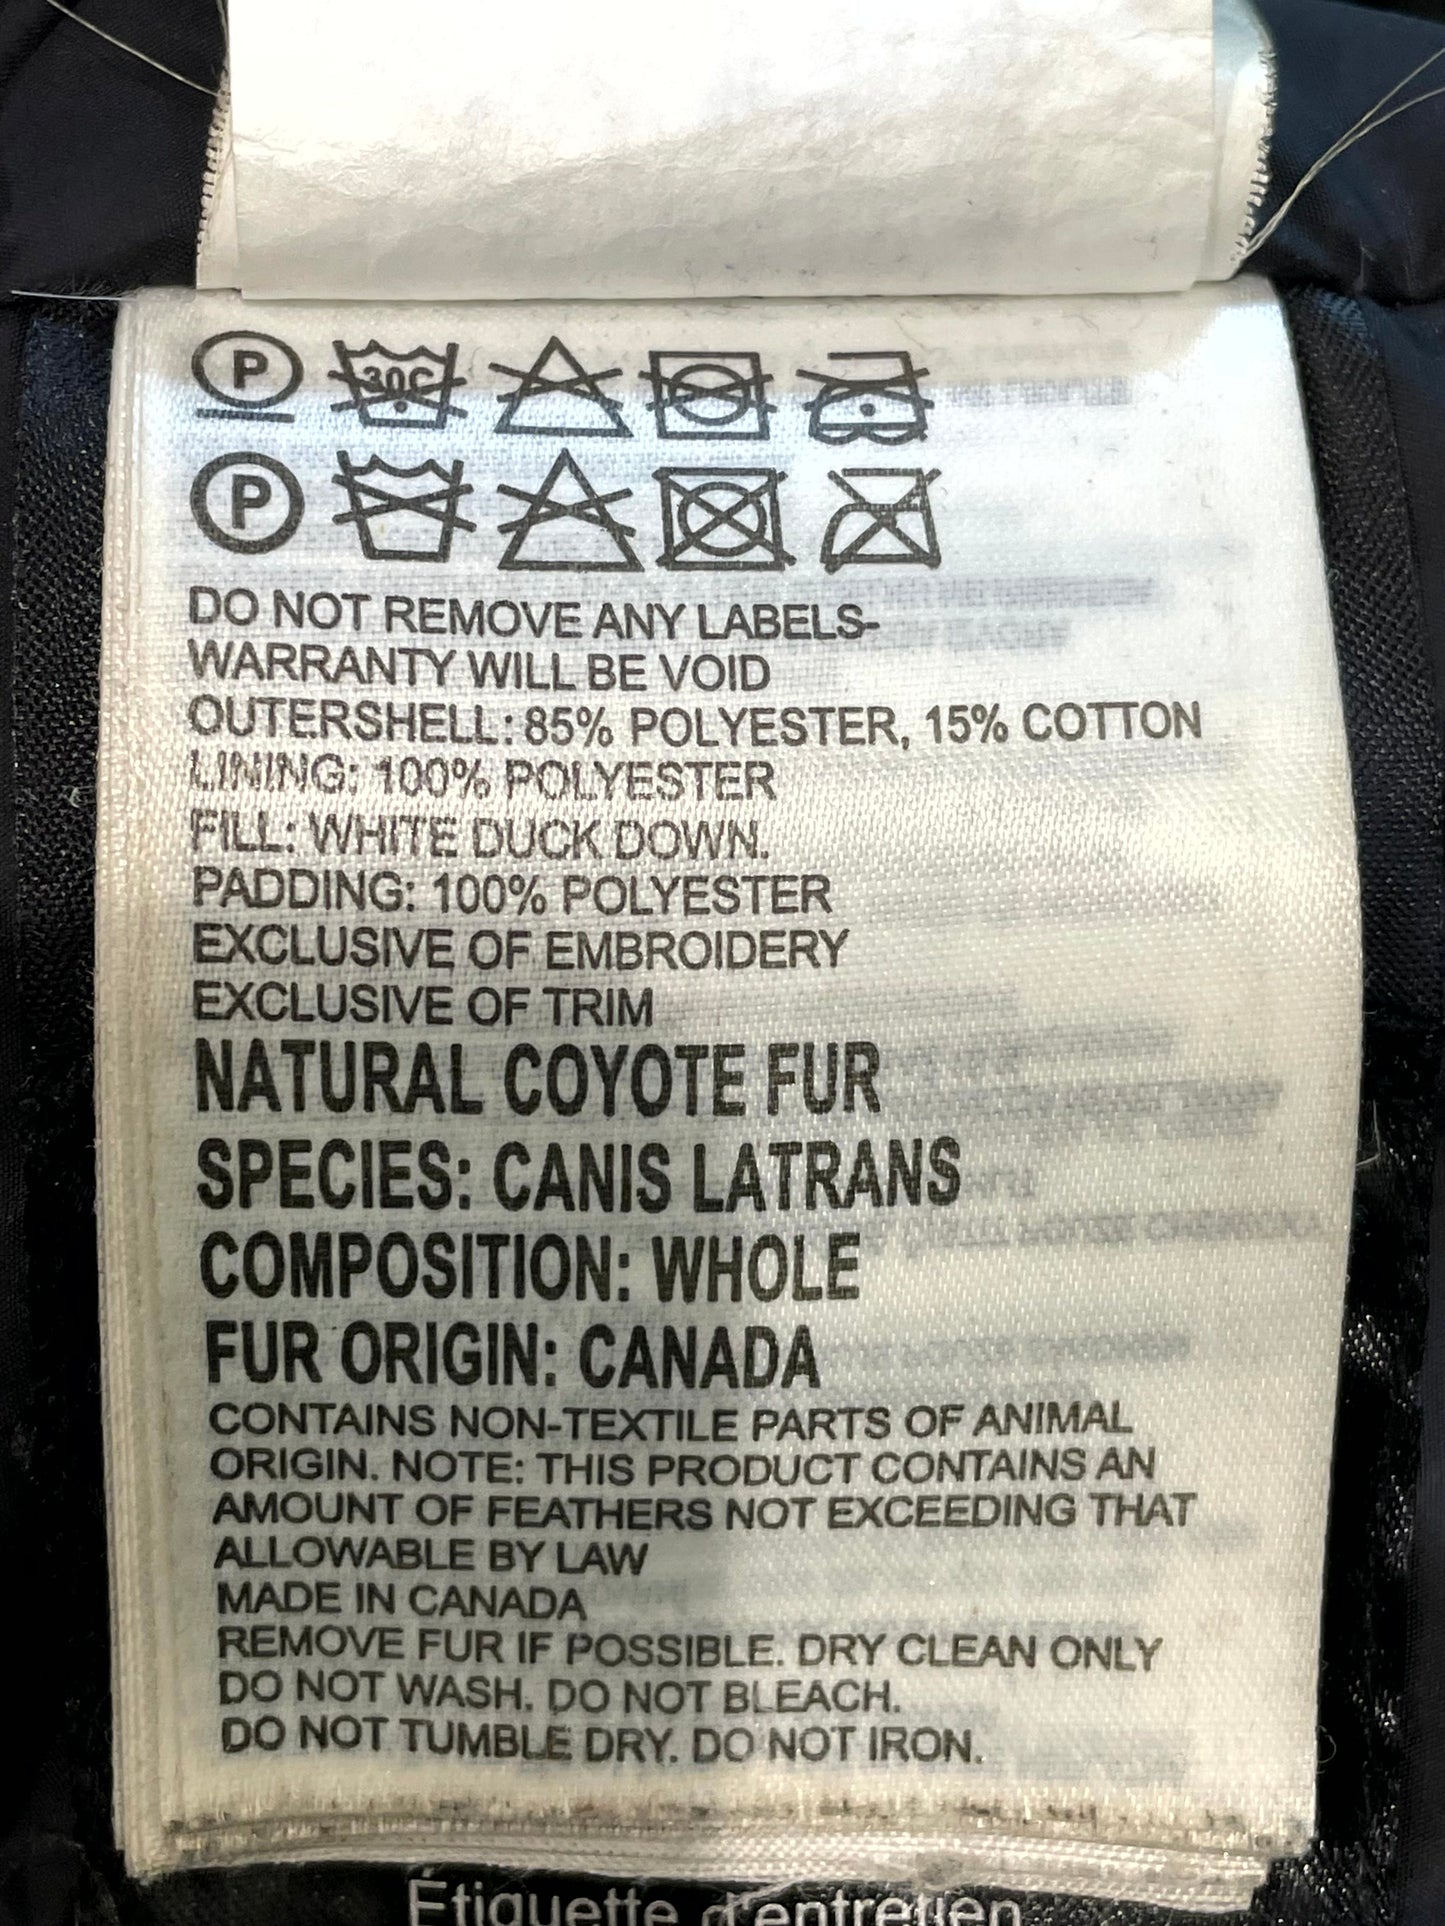 P 30C
P
DO NOT REMOVE ANY LABELS-
WARRANTY WILL BE VOID
OUTERSHELL: 85% POLYESTER, 15% COTTON
LINING: 100% POLYESTER
FILL: WHITE DUCK DOWN.
PADDING: 100% POLYESTER
EXCLUSIVE OF EMBROIDERY
EXCLUSIVE OF TRIM
NATURAL COYOTE FUR
SPECIES: CANIS LATRANS
COMPOSITION: WHOLE
FUR ORIGIN: CANADA
CONTAINS NON-TEXTILE PARTS OF ANIMAL
ORIGIN. NOTE: THIS PRODUCT CONTAINS AN
AMOUNT OF FEATHERS NOT EXCEEDING THAT
ALLOWABLE BY LAW
MADE IN CANADA
REMOVE FUR IF POSSIBLE. DRY CLEAN ONLY
DO NOT WASH. DO NOT BLEACH.
DO NOT TUMBLE DRY. DO NOT IRON.
Étiquette d'entretien